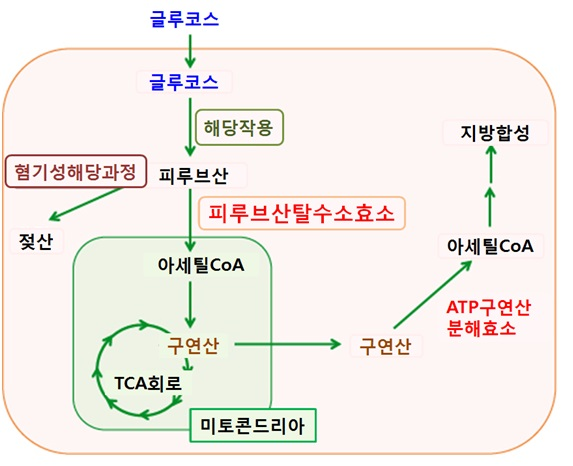 글루코스
글루코스
해당작용
지방합성
혐기성해당과정
피루브산
피루브산탈수소효소
젖산
아세틸CoA
아세틸CoA
ATP구연산
분해효소
구연산
구연산
TCA회로
미토콘드리아